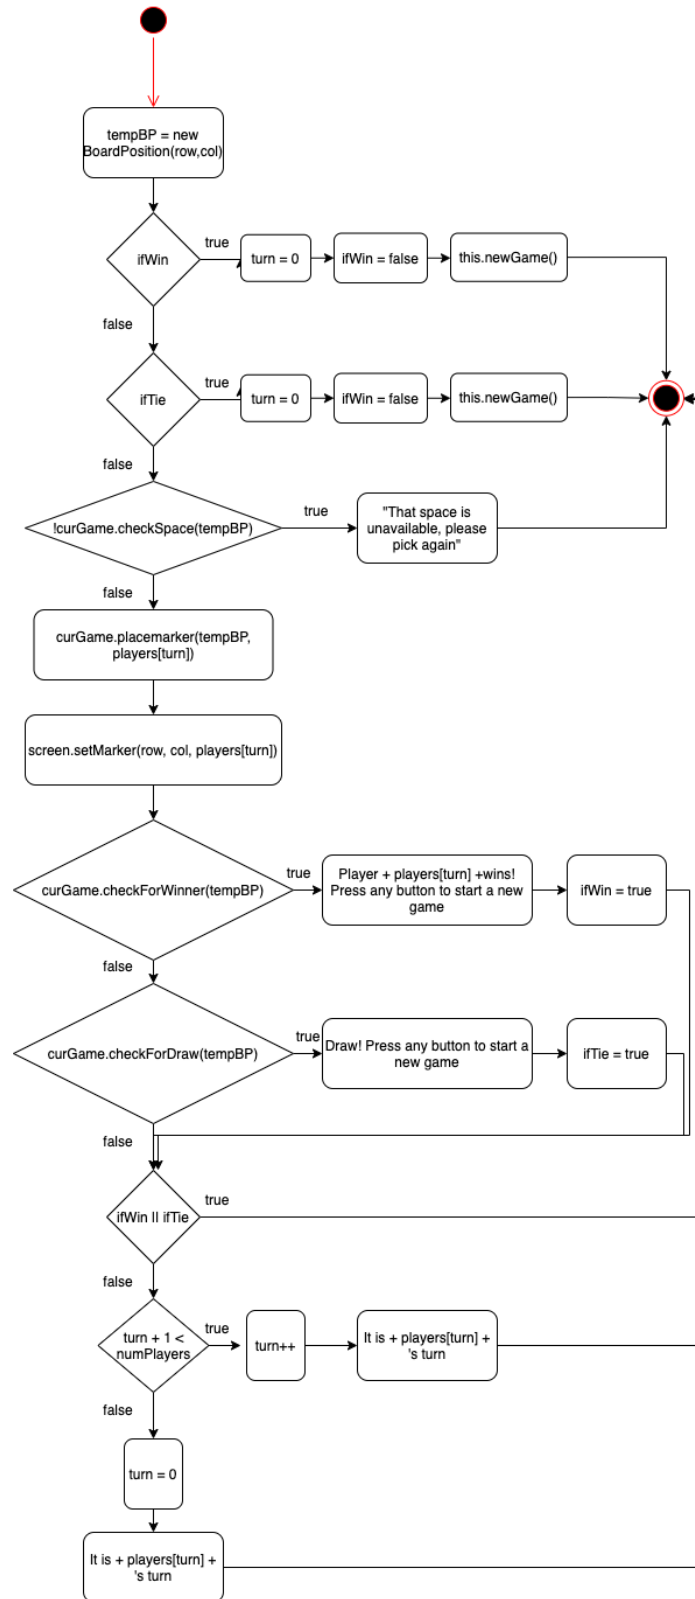 tempBP = new
BoardPosition(row,col)
ifWin
true
turn = 0
ifWin = false
this.newGame()
false
ifTie
true
turn = 0
ifWin = false
this.newGame()
false
!curGame.checkSpace(tempBP)
true
"That space is
unavailable, please
pick again"
false
curGame.placemarker(tempBP,
players[turn])
screen.setMarker(row, col, players[turn])
curGame.checkForWinner(tempBP)
true
Player + players[turn] +wins!
Press any button to start a new
game
ifWin = true
false
curGame.checkForDraw(tempBP)
true
Draw! Press any button to start a
new game
ifTie = true
false
ifWin || ifTie
true
false
turn + 1 <
numPlayers
true
turn++
It is + players[turn] +
's turn
false
turn = 0
It is + players[turn] +
's turn